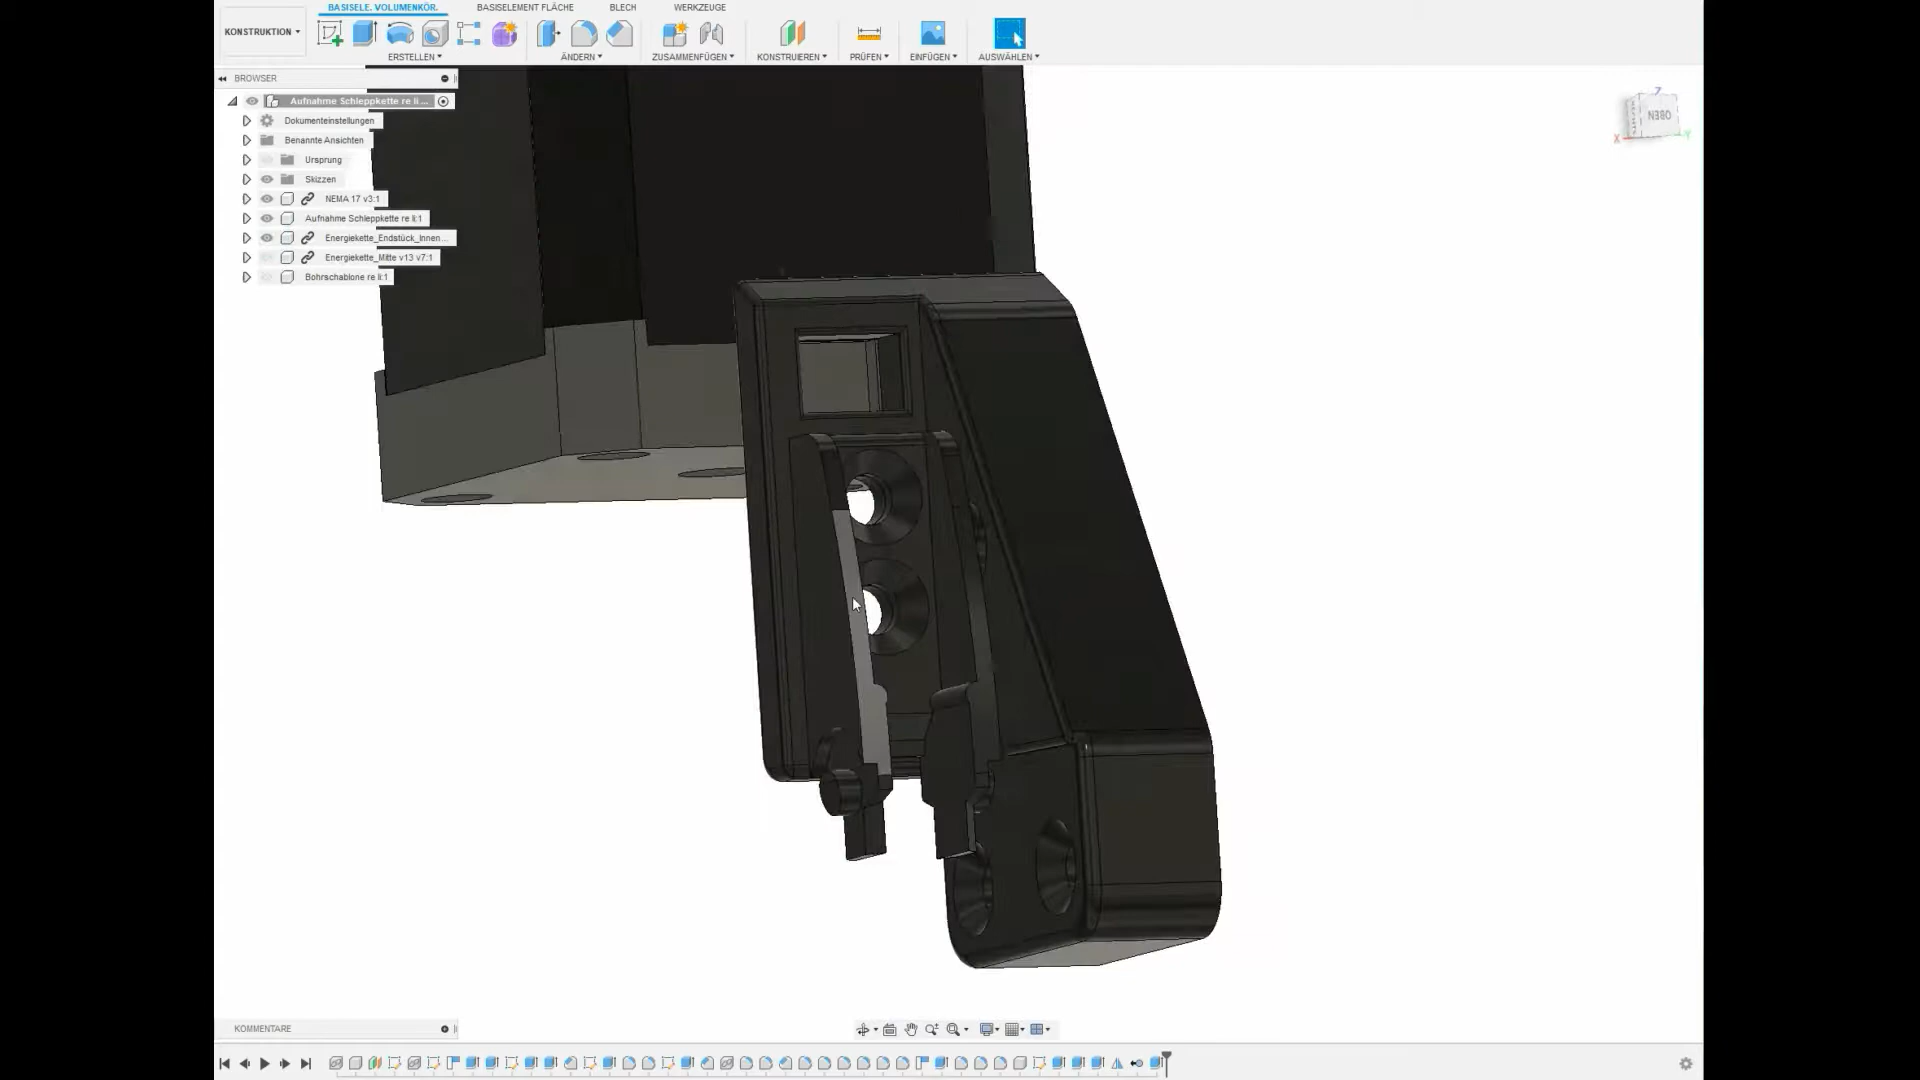 BASISELE. VOLUMENKÖR. BASISELEMENT FLÄCHE BLECH WERKZEUGE
KONSTRUKTION
ERSTELLEN ÄNDERN ZUSAMMENFÜGEN KONSTRUIEREN PRÜFEN EINFÜGEN AUSWÄHLEN
BROWSER
Aufnahme Schleppkette re li ...
Dokumenteinstellungen
Benannte Ansichten
Ursprung
Skizzen
NEMA 17 v3:1
Aufnahme Schleppkette re li:1
Energiekette_Endstück_Innen...
Energiekette_Mitte v13 v7:1
Bohrschablone re li:1
Z
OBEN
X
Y
KOMMENTARE